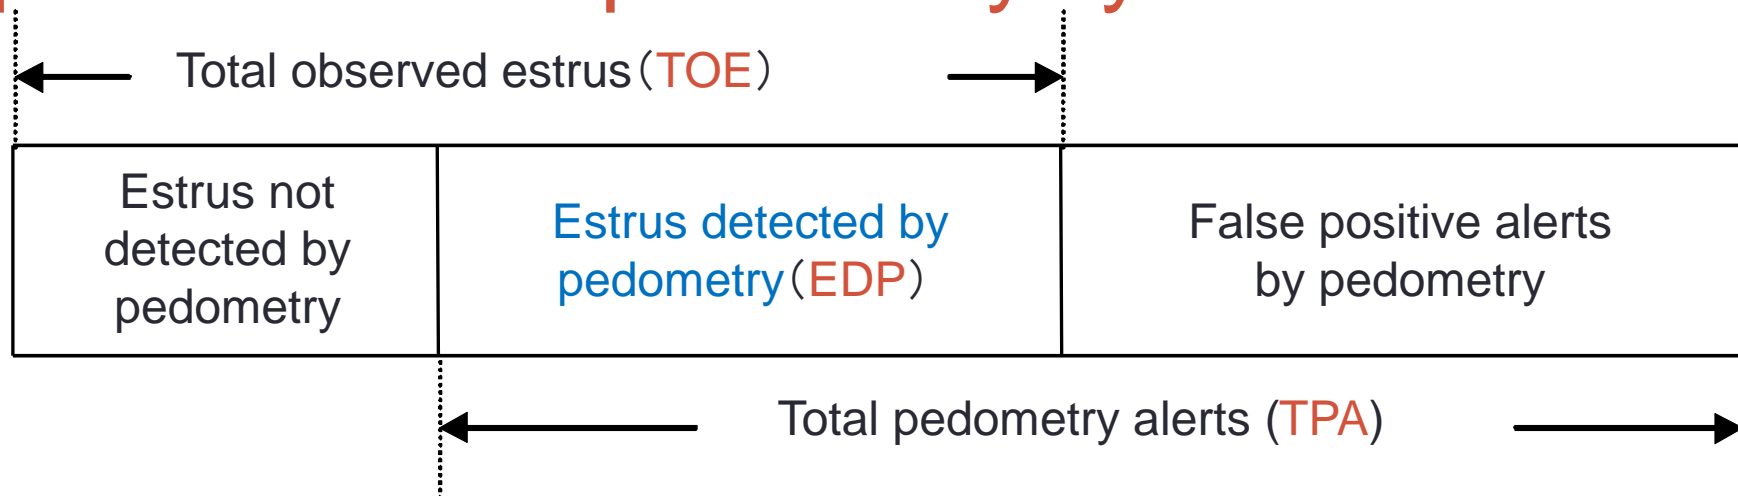 Total observed estrus（TOE）
Estrus not
detected by
pedometry
Estrus detected by
pedometry（EDP）
False positive alerts
by pedometry
Total pedometry alerts (TPA)